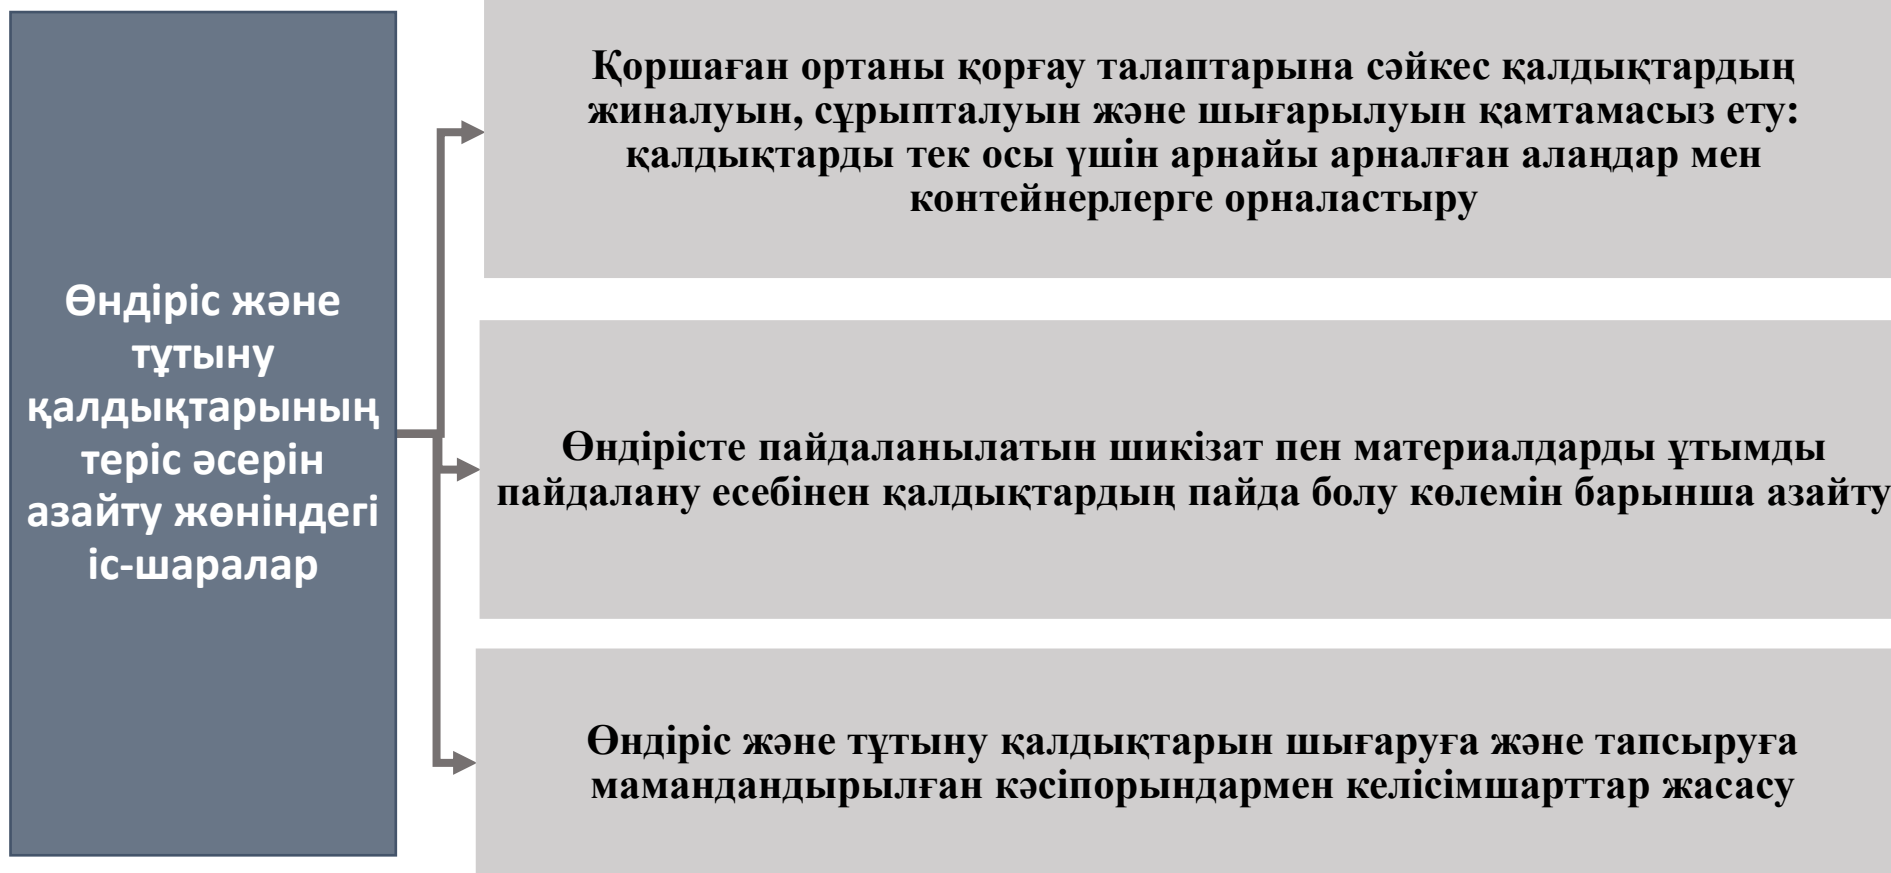 Өндіріс және
тұтыну
қалдықтарының
теріс әсерін
азайту жөніндегі
іс-шаралар
Қоршаған ортаны қорғау талаптарына сәйкес қалдықтардың
жиналуын, сұрыпталуын және шығарылуын қамтамасыз ету:
қалдықтарды тек осы үшін арнайы арналған алаңдар мен
контейнерлерге орналастыру
Өндірісте пайдаланылатын шикізат пен материалдарды ұтымды
пайдалану есебінен қалдықтардың пайда болу көлемін барынша азайту
Өндіріс және тұтыну қалдықтарын шығаруға және тапсыруға
мамандандырылған кәсіпорындармен келісімшарттар жасасу